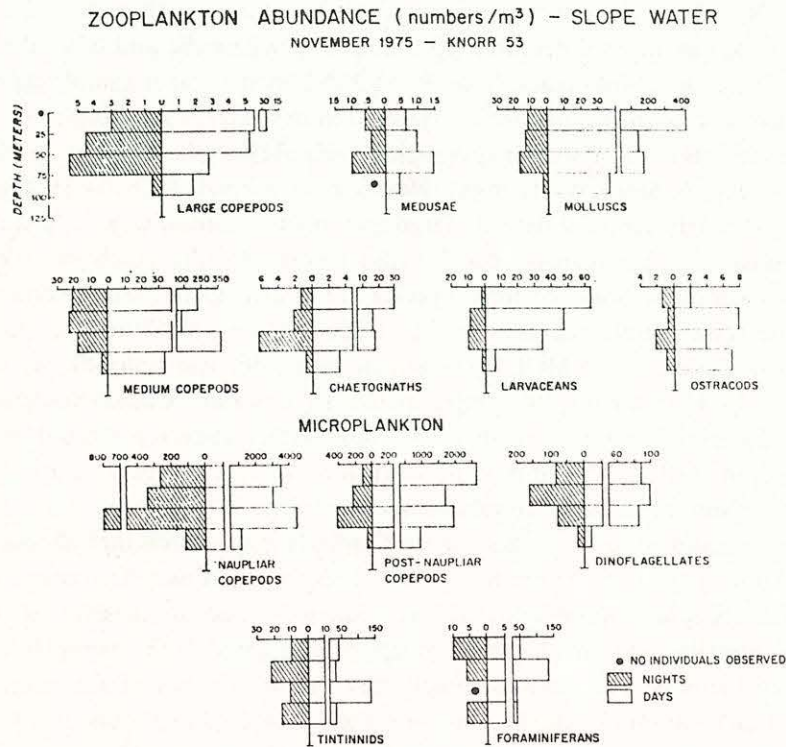 ZOOPLANKTON ABUNDANCE (numbers/m³) – SLOPE WATER
NOVEMBER 1975 – KNORR 53
5 4 3 2 1 0 1 2 3 4 5 10 15
15 10 5 0 5 10 15
30 20 10 0 10 20 30 200 400
DEPTH (METERS)
0
25
50
75
100
125
LARGE COPEPODS
MEDUSAE
MOLLUSCS
30 20 10 0 10 20 30 100 250 350
6 4 2 0 2 4 10 20 30
20 10 0 10 20 30 40 50 60
4 2 0 2 4 6 8
MEDIUM COPEPODS
CHAETOGNATHS
LARVACEANS
OSTRACODS
MICROPLANKTON
800 700 400 200 0 2000 4000
400 200 0 200 1000 2000
200 100 0 50 100
NAUPLIAR COPEPODS
POST-NAUPLIAR COPEPODS
DINOFLAGELLATES
30 20 10 0 10 50 150
10 5 0 5 50 150
NO INDIVIDUALS OBSERVED
NIGHTS
DAYS
TINTINNIDS
FORAMINIFERANS